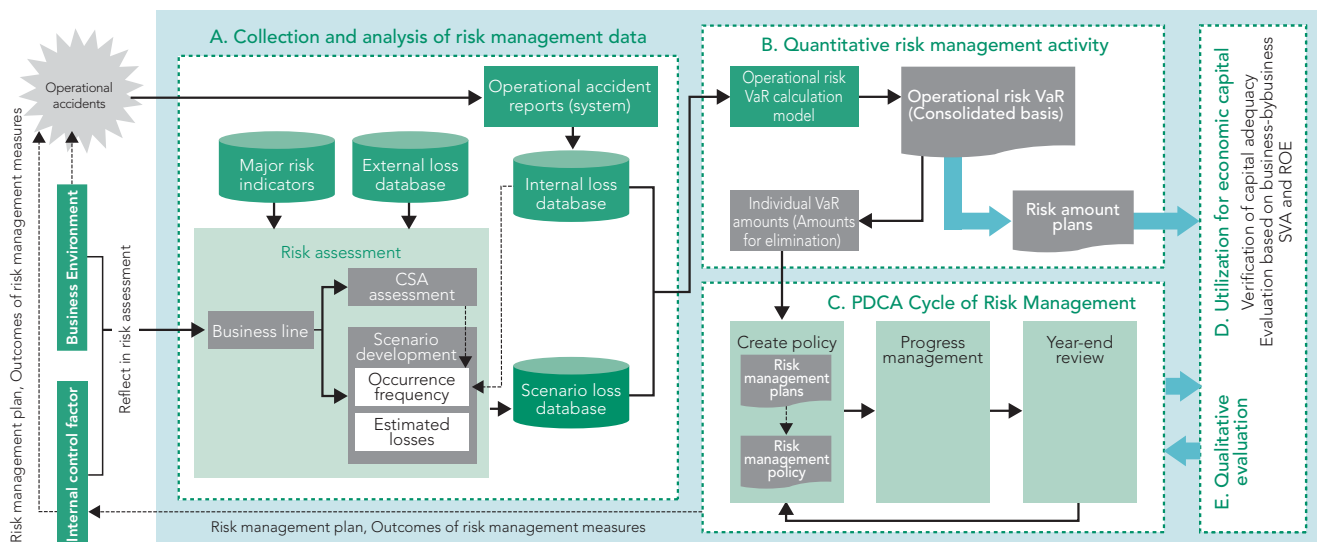 Risk management plan, Outcomes of risk management measures
Operational
accidents
Business Environment
Internal control factor
Reflect in risk assessment
A. Collection and analysis of risk management data
Operational accident
reports (system)
Major risk
indicators
External loss
database
Internal loss
database
Risk assessment
CSA
assessment
Business line
Scenario
development
Occurrence
frequency
Estimated
losses
Scenario loss
database
Risk management plan, Outcomes of risk management measures
B. Quantitative risk management activity
Operational risk
VaR calculation
model
Operational risk VaR
(Consolidated basis)
Individual VaR
amounts (Amounts
for elimination)
Risk amount
plans
C. PDCA Cycle of Risk Management
Create policy
Risk
management
plans
Risk
management
policy
Progress
management
Year-end
review
D. Utilization for economic capital
Verification of capital adequacy
Evaluation based on business-bybusiness
SVA and ROE
E. Qualitative
evaluation